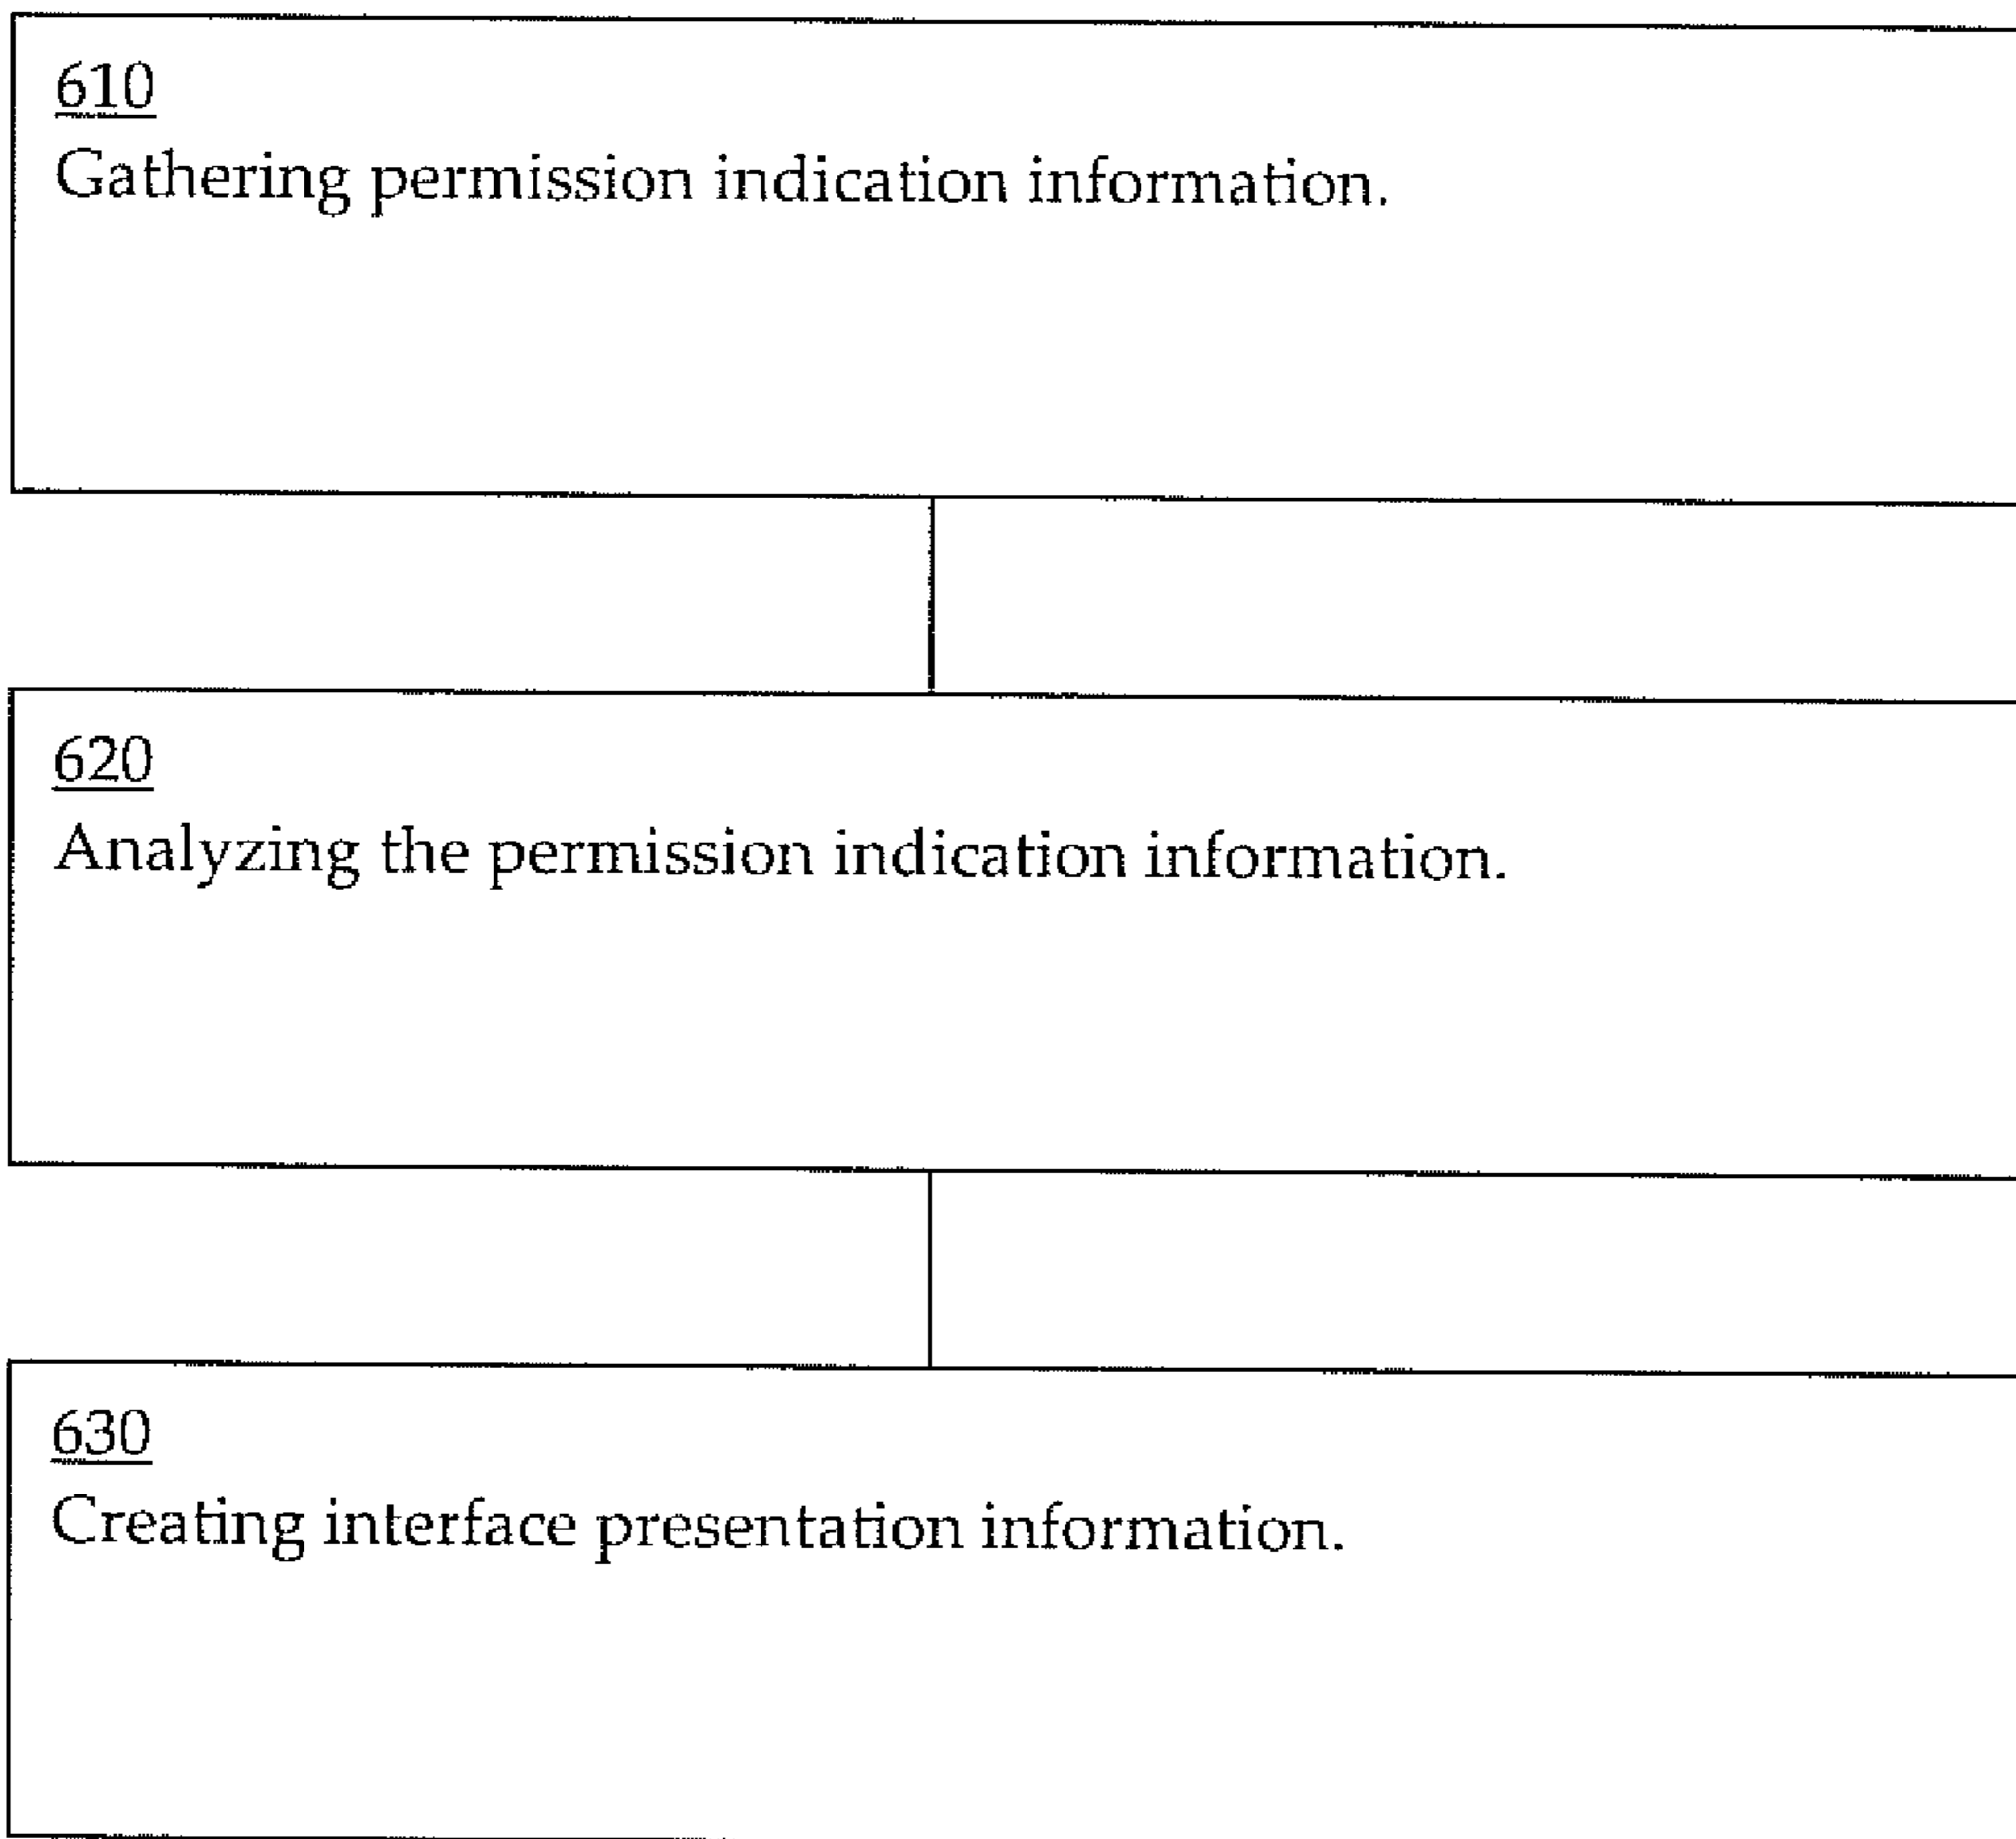 610
Gathering permission indication information.
620
Analyzing the permission indication information.
630
Creating interface presentation information.